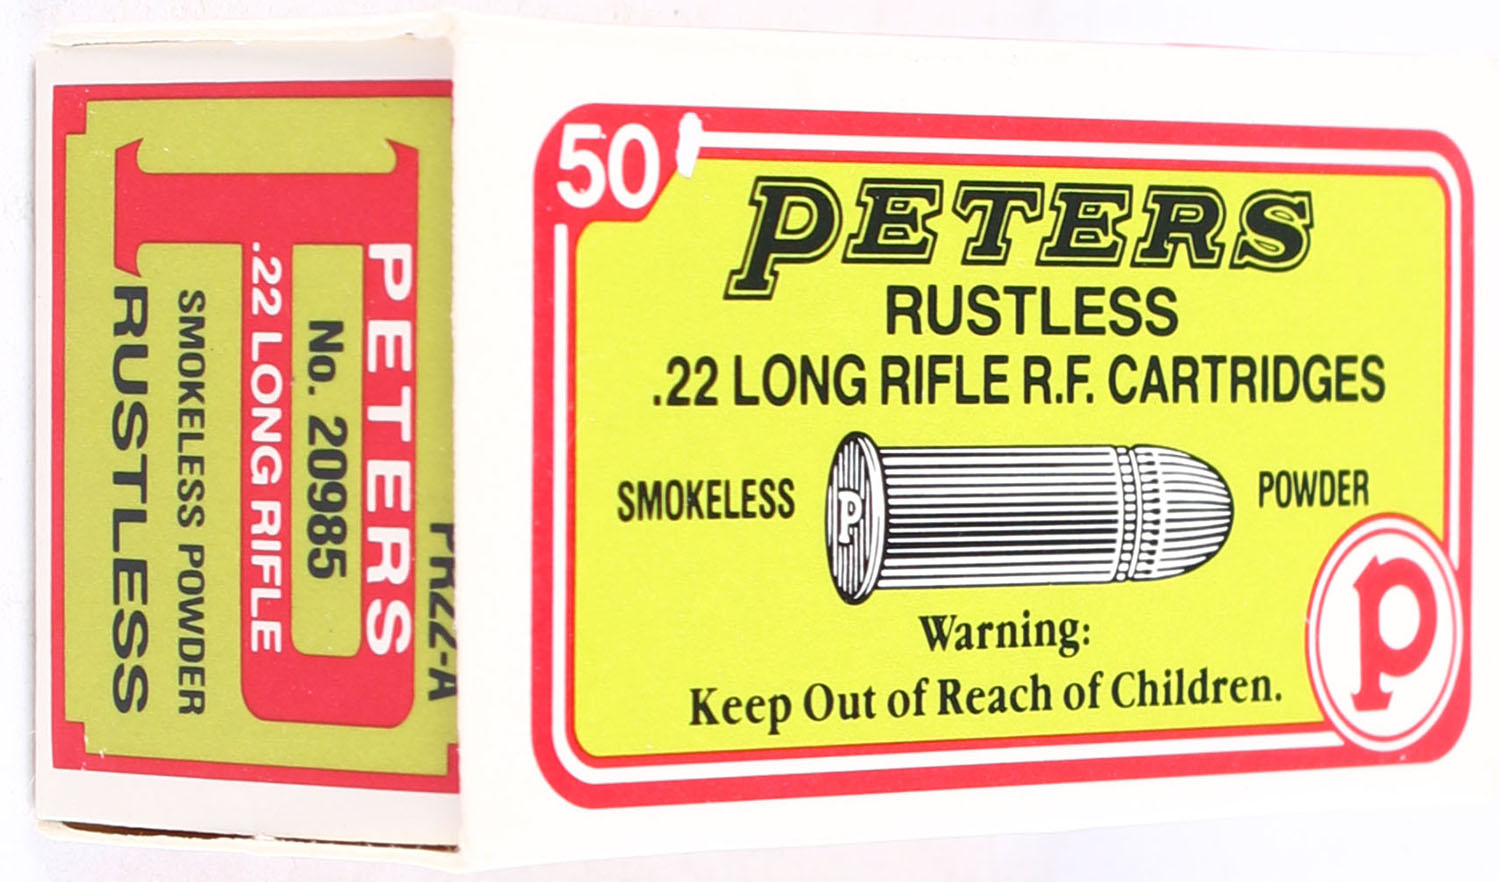 50
PETERS
RUSTLESS
.22 LONG RIFLE R.F. CARTRIDGES
SMOKELESS
P
POWDER
Warning:
Keep Out of Reach of Children.
P
PR22-A
PETERS
No. 20985
.22 LONG RIFLE
SMOKELESS POWDER
RUSTLESS